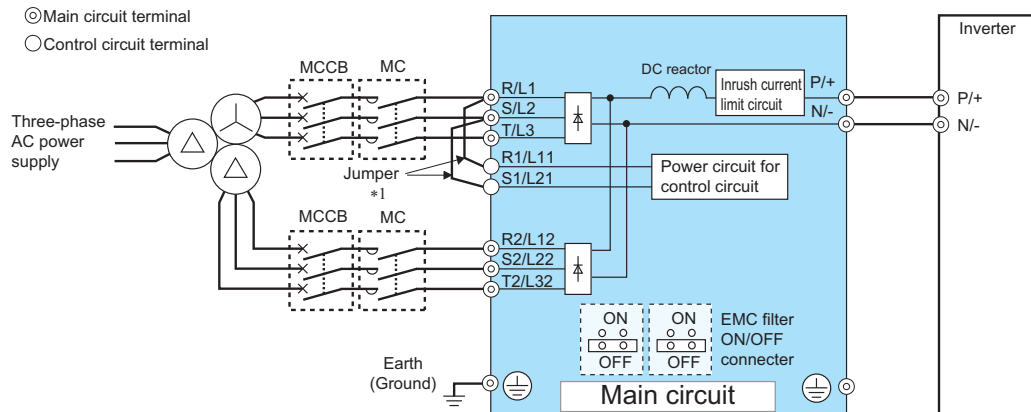 Main circuit terminal
Control circuit terminal
Inverter
MCCB
MC
DC reactor
Inrush current
limit circuit
P/+
N/-
P/+
N/-
R/L1
S/L2
T/L3
Three-phase
AC power
supply
Jumper
*1
R1/L11
S1/L21
Power circuit for
control circuit
MCCB
MC
R2/L12
S2/L22
T2/L32
ON
OFF
ON
OFF
EMC filter
ON/OFF
connecter
Earth
(Ground)
Main circuit